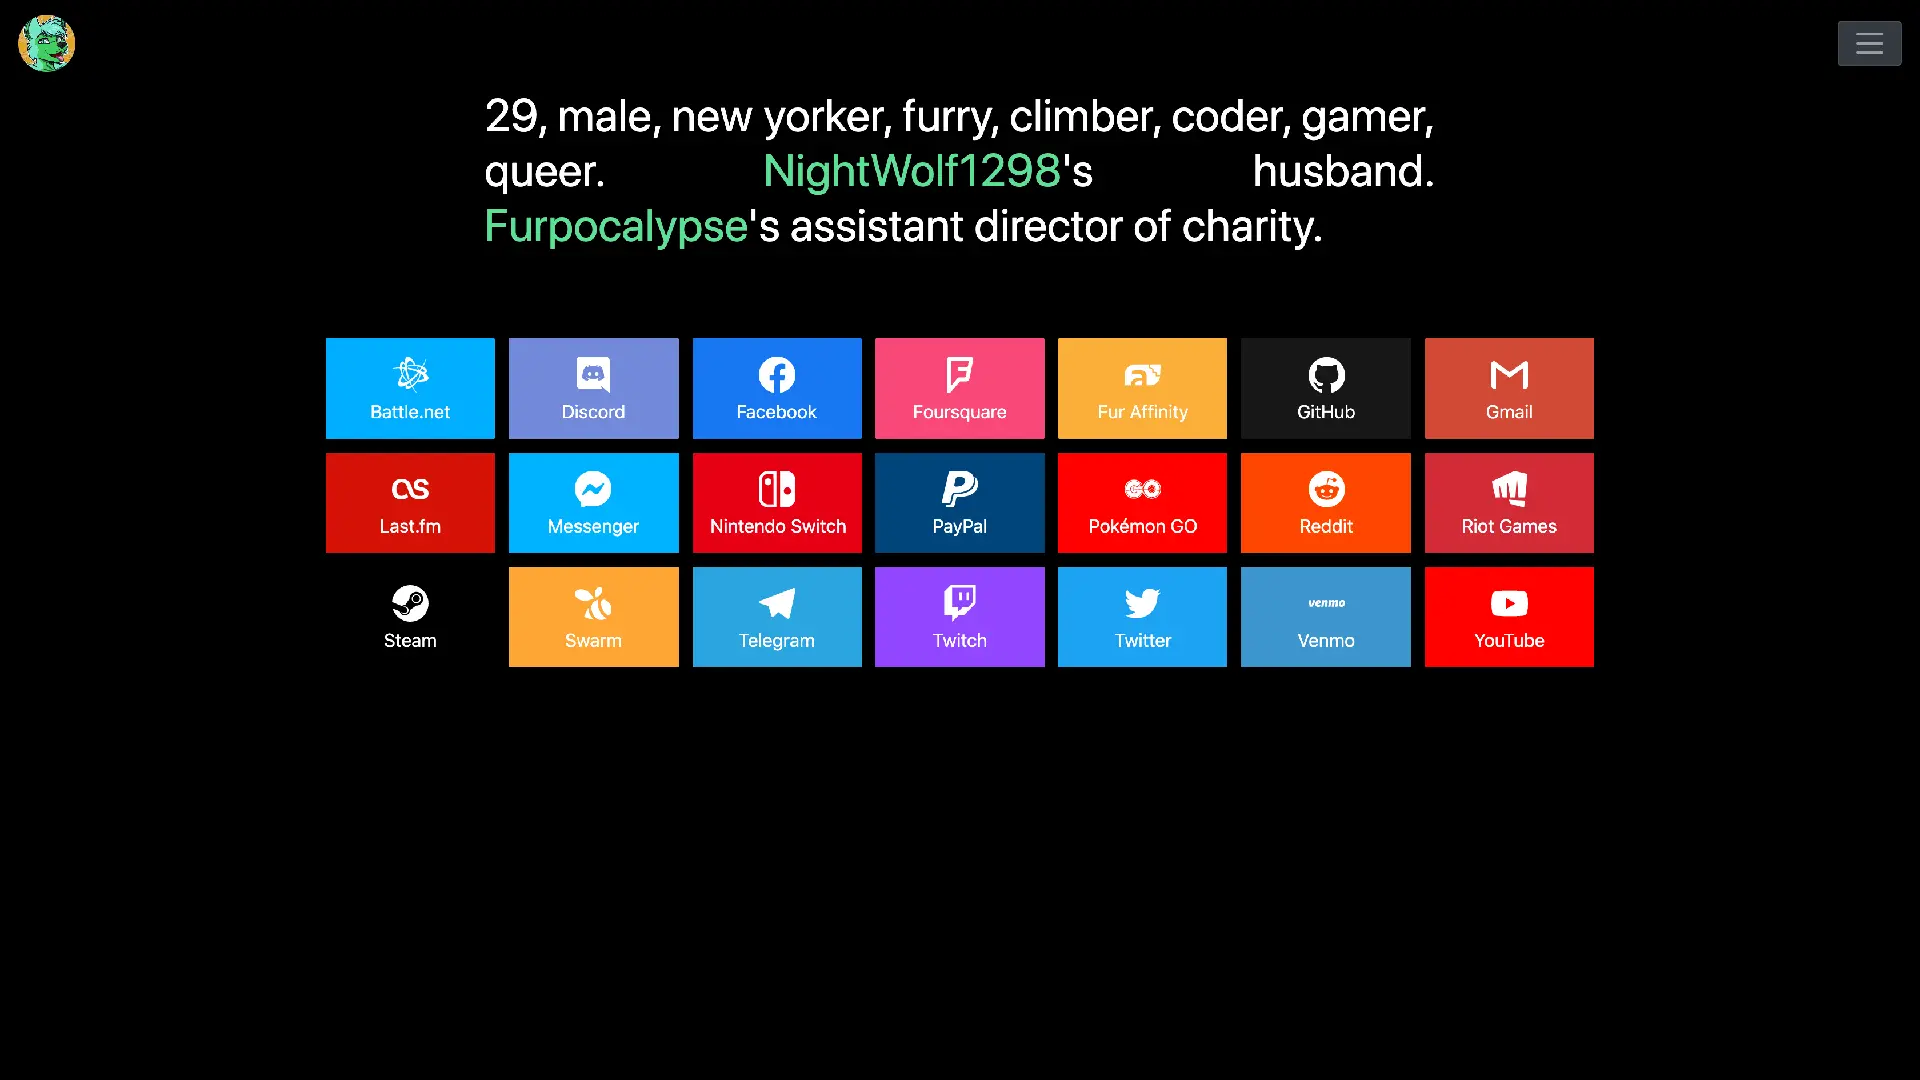 29, male, new yorker, furry, climber, coder, gamer,
queer. NightWolf1298's husband.
Furpocalypse's assistant director of charity.
Battle.net
Discord
Facebook
Foursquare
Fur Affinity
GitHub
Gmail
Last.fm
Messenger
Nintendo Switch
PayPal
GO
Pokémon GO
Reddit
Riot Games
Steam
Swarm
Telegram
Twitch
Twitter
venmo
Venmo
YouTube